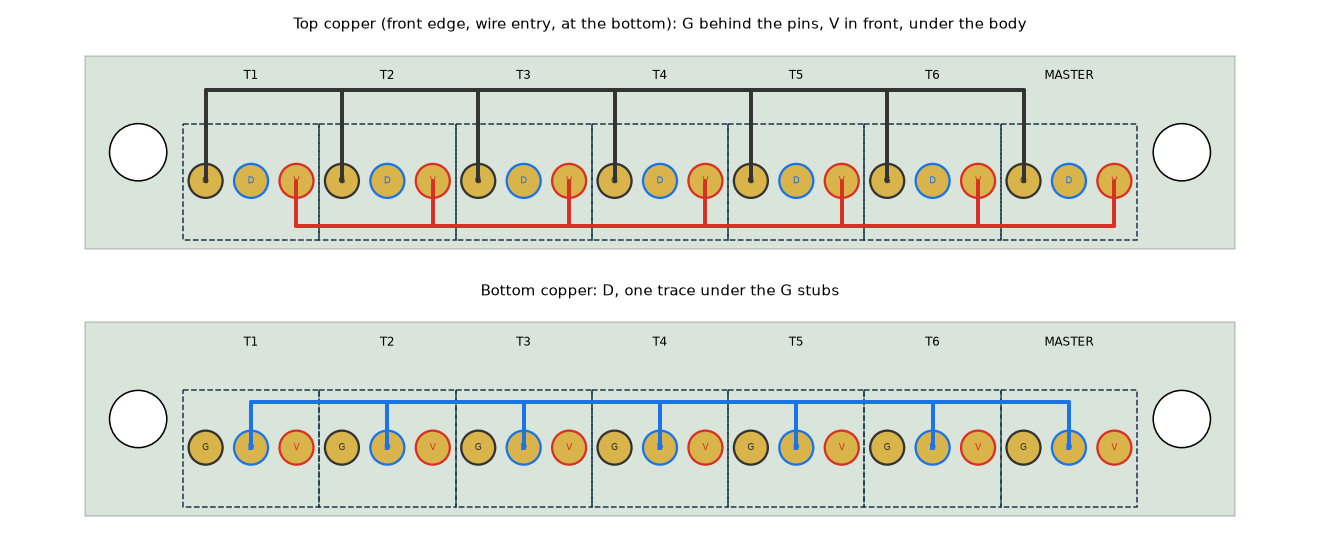 Top copper (front edge, wire entry, at the bottom): G behind the pins, V in front, under the body
T1 T2 T3 T4 T5 T6 MASTER
D D D D D D D
Bottom copper: D, one trace under the G stubs
T1 T2 T3 T4 T5 T6 MASTER
G V G V G V G V G V G V G V